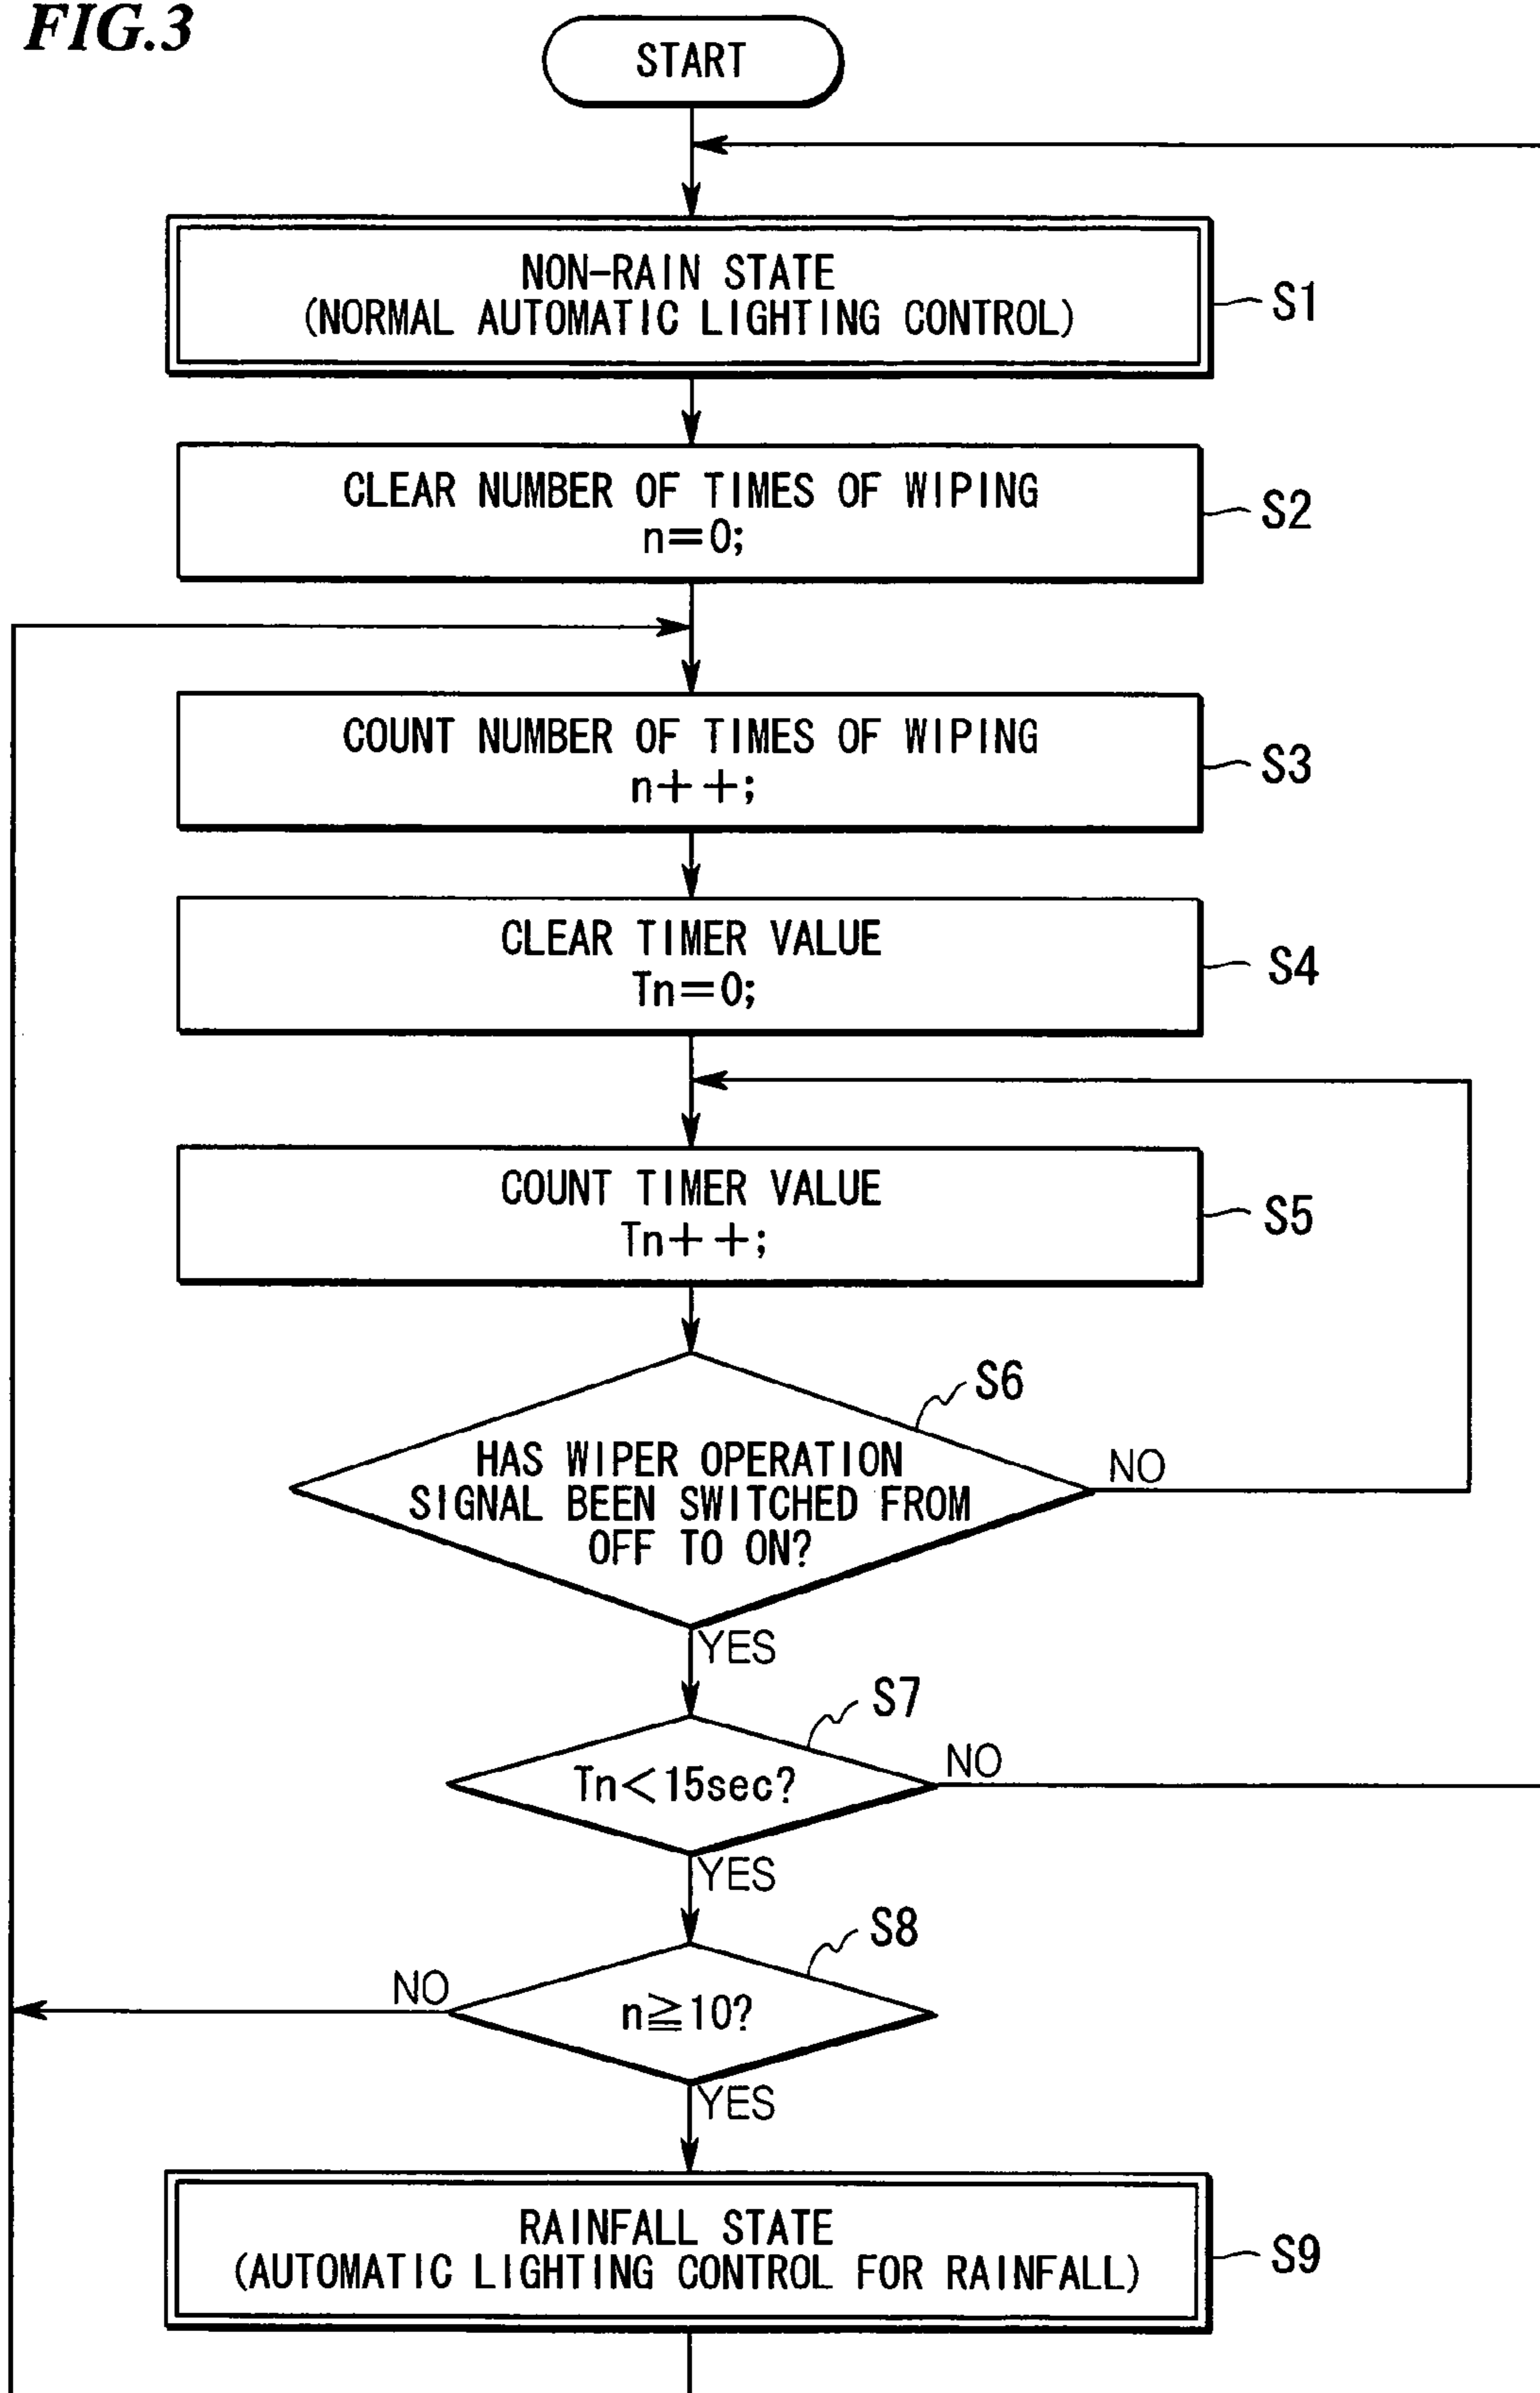 FIG.3
START
NON-RAIN STATE
(NORMAL AUTOMATIC LIGHTING CONTROL)
S1
CLEAR NUMBER OF TIMES OF WIPING
n=0;
S2
COUNT NUMBER OF TIMES OF WIPING
n++;
S3
CLEAR TIMER VALUE
Tn=0;
S4
COUNT TIMER VALUE
Tn++;
S5
S6
HAS WIPER OPERATION
SIGNAL BEEN SWITCHED FROM
OFF TO ON?
NO
YES
S7
Tn<15sec?
NO
YES
S8
NO
n≧10?
YES
RAINFALL STATE
(AUTOMATIC LIGHTING CONTROL FOR RAINFALL)
S9